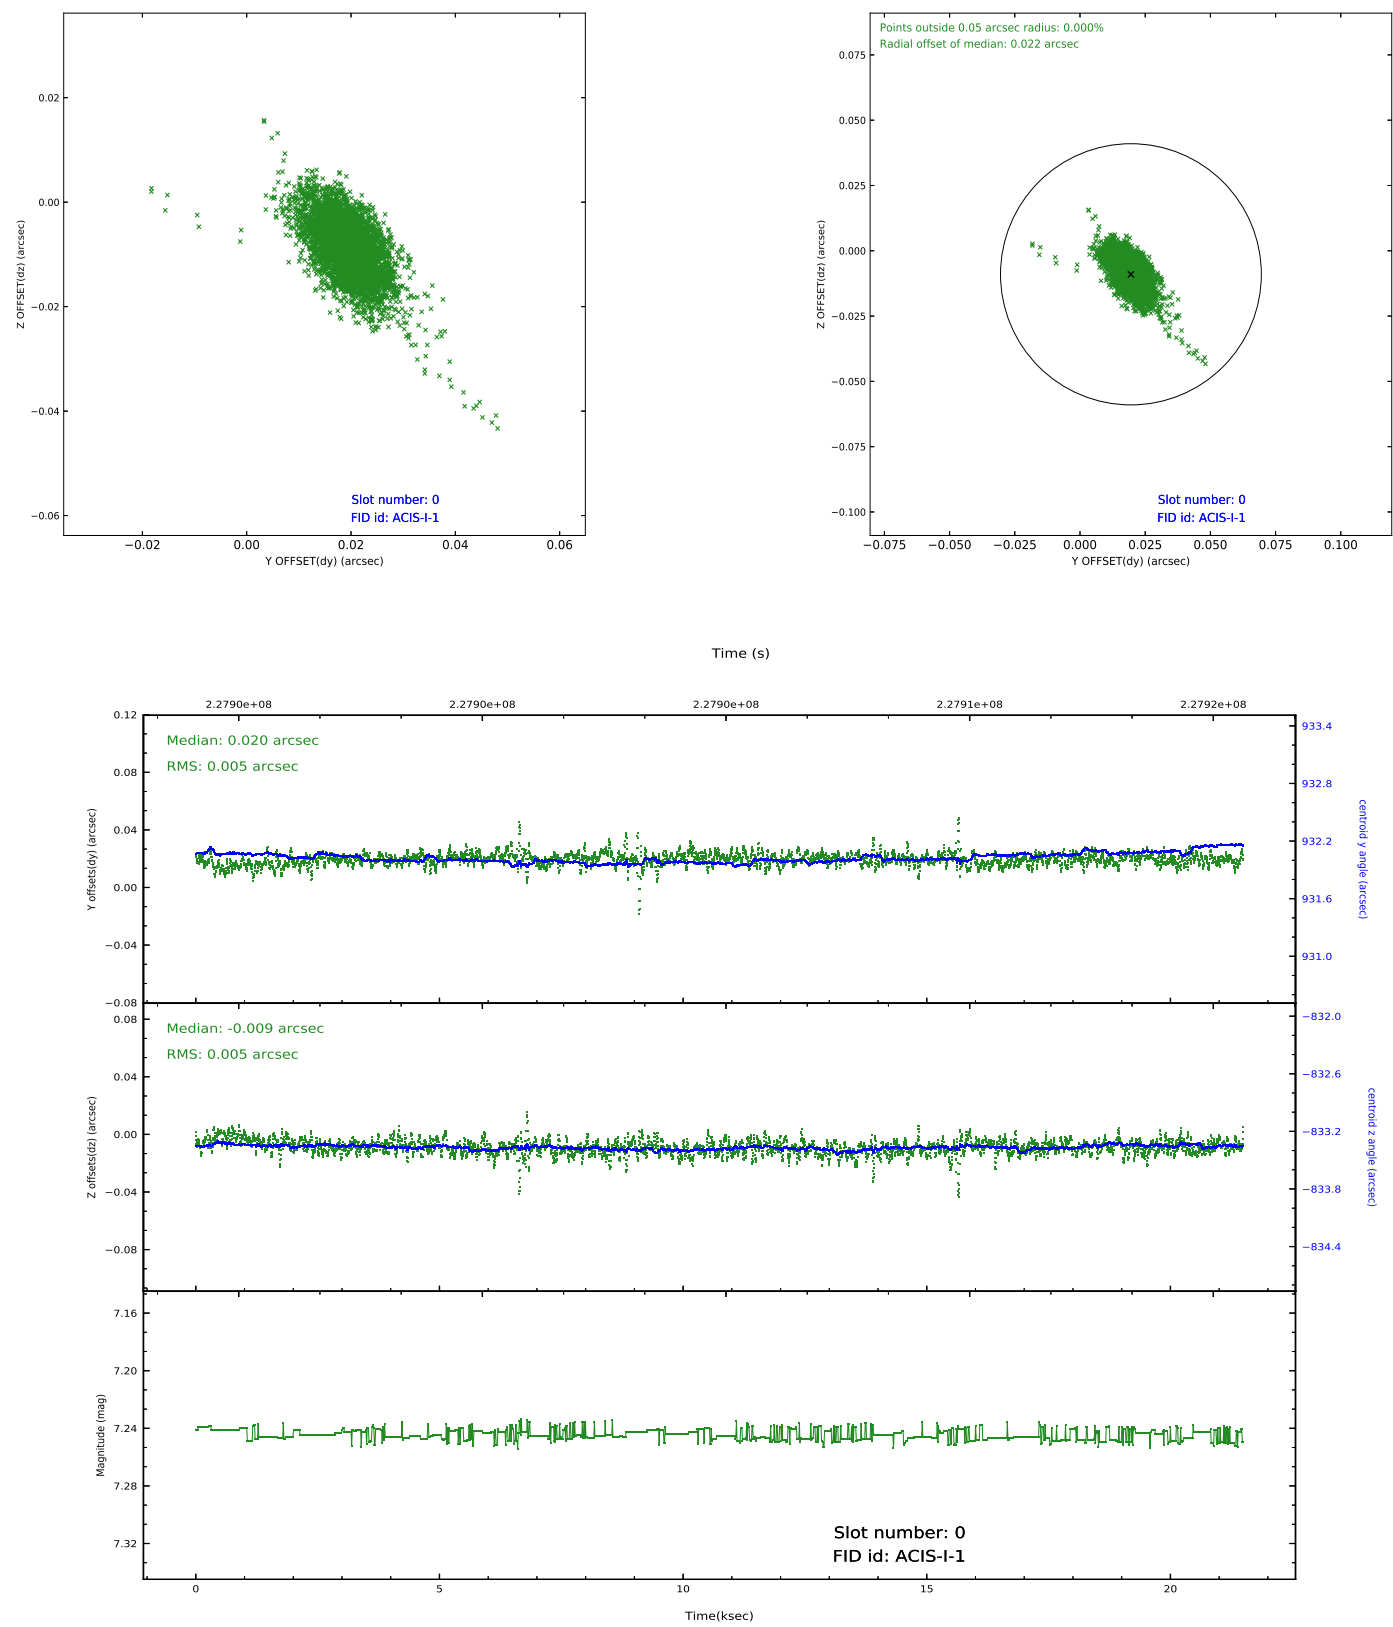 0.02
0.00
−0.02
−0.04
−0.06
Z OFFSET(dz) (arcsec)
Slot number: 0
FID id: ACIS-I-1
−0.02 0.00 0.02 0.04 0.06
Y OFFSET(dy) (arcsec)
Points outside 0.05 arcsec radius: 0.000%
Radial offset of median: 0.022 arcsec
0.075
0.050
0.025
0.000
−0.025
−0.050
−0.075
−0.100
Z OFFSET(dz) (arcsec)
Slot number: 0
FID id: ACIS-I-1
−0.075 −0.050 −0.025 0.000 0.025 0.050 0.075 0.100
Y OFFSET(dy) (arcsec)
Time (s)
2.2790e+08 2.2790e+08 2.2790e+08 2.2791e+08 2.2792e+08
0.12
0.08
0.04
0.00
−0.04
−0.08
Y offsets(dy) (arcsec)
Median: 0.020 arcsec
RMS: 0.005 arcsec
933.4
932.8
932.2
931.6
931.0
centroid y angle (arcsec)
0.08
0.04
0.00
−0.04
−0.08
Z offsets(dz) (arcsec)
Median: -0.009 arcsec
RMS: 0.005 arcsec
−832.0
−832.6
−833.2
−833.8
−834.4
centroid z angle (arcsec)
7.16
7.20
7.24
7.28
7.32
Magnitude (mag)
Slot number: 0
FID id: ACIS-I-1
0 5 10 15 20
Time(ksec)